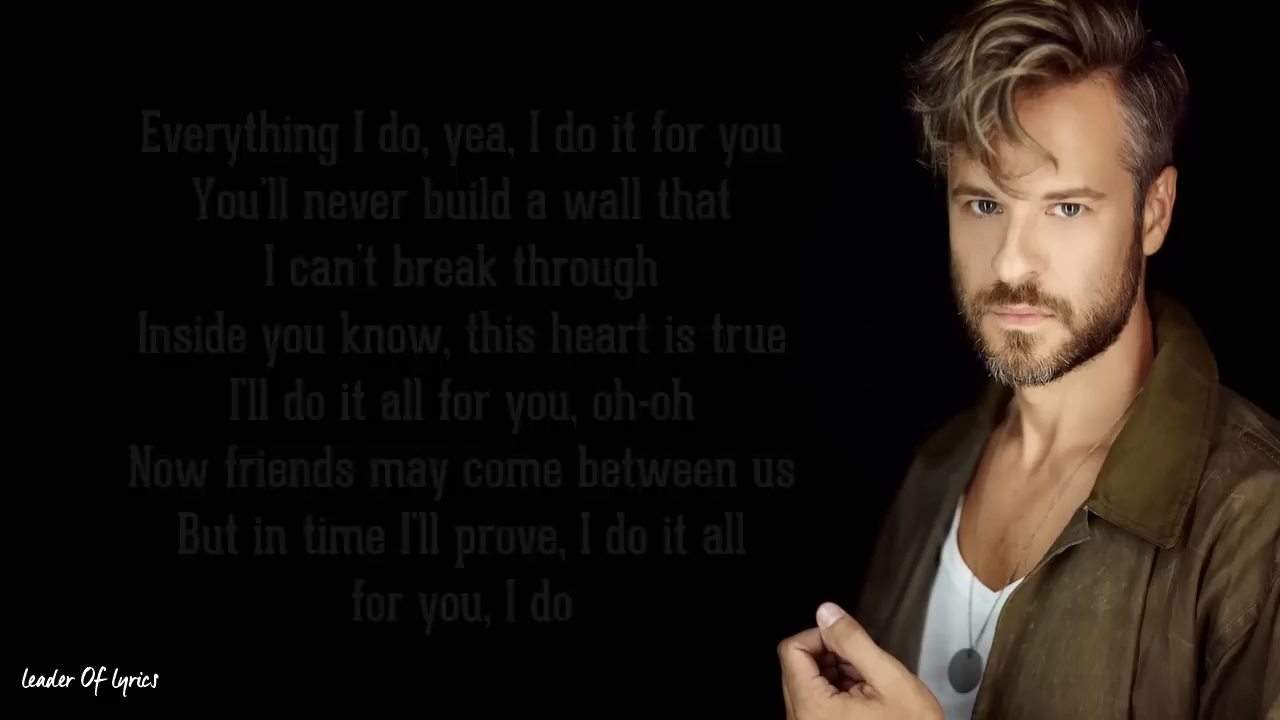 Everything I do, yea, I do it for you
You'll never build a wall that
I can't break through
Inside you know, this heart is true
I'll do it all for you, oh-oh
Now friends may come between us
But in time I'll prove, I do it all
for you, I do
Leader Of Lyrics